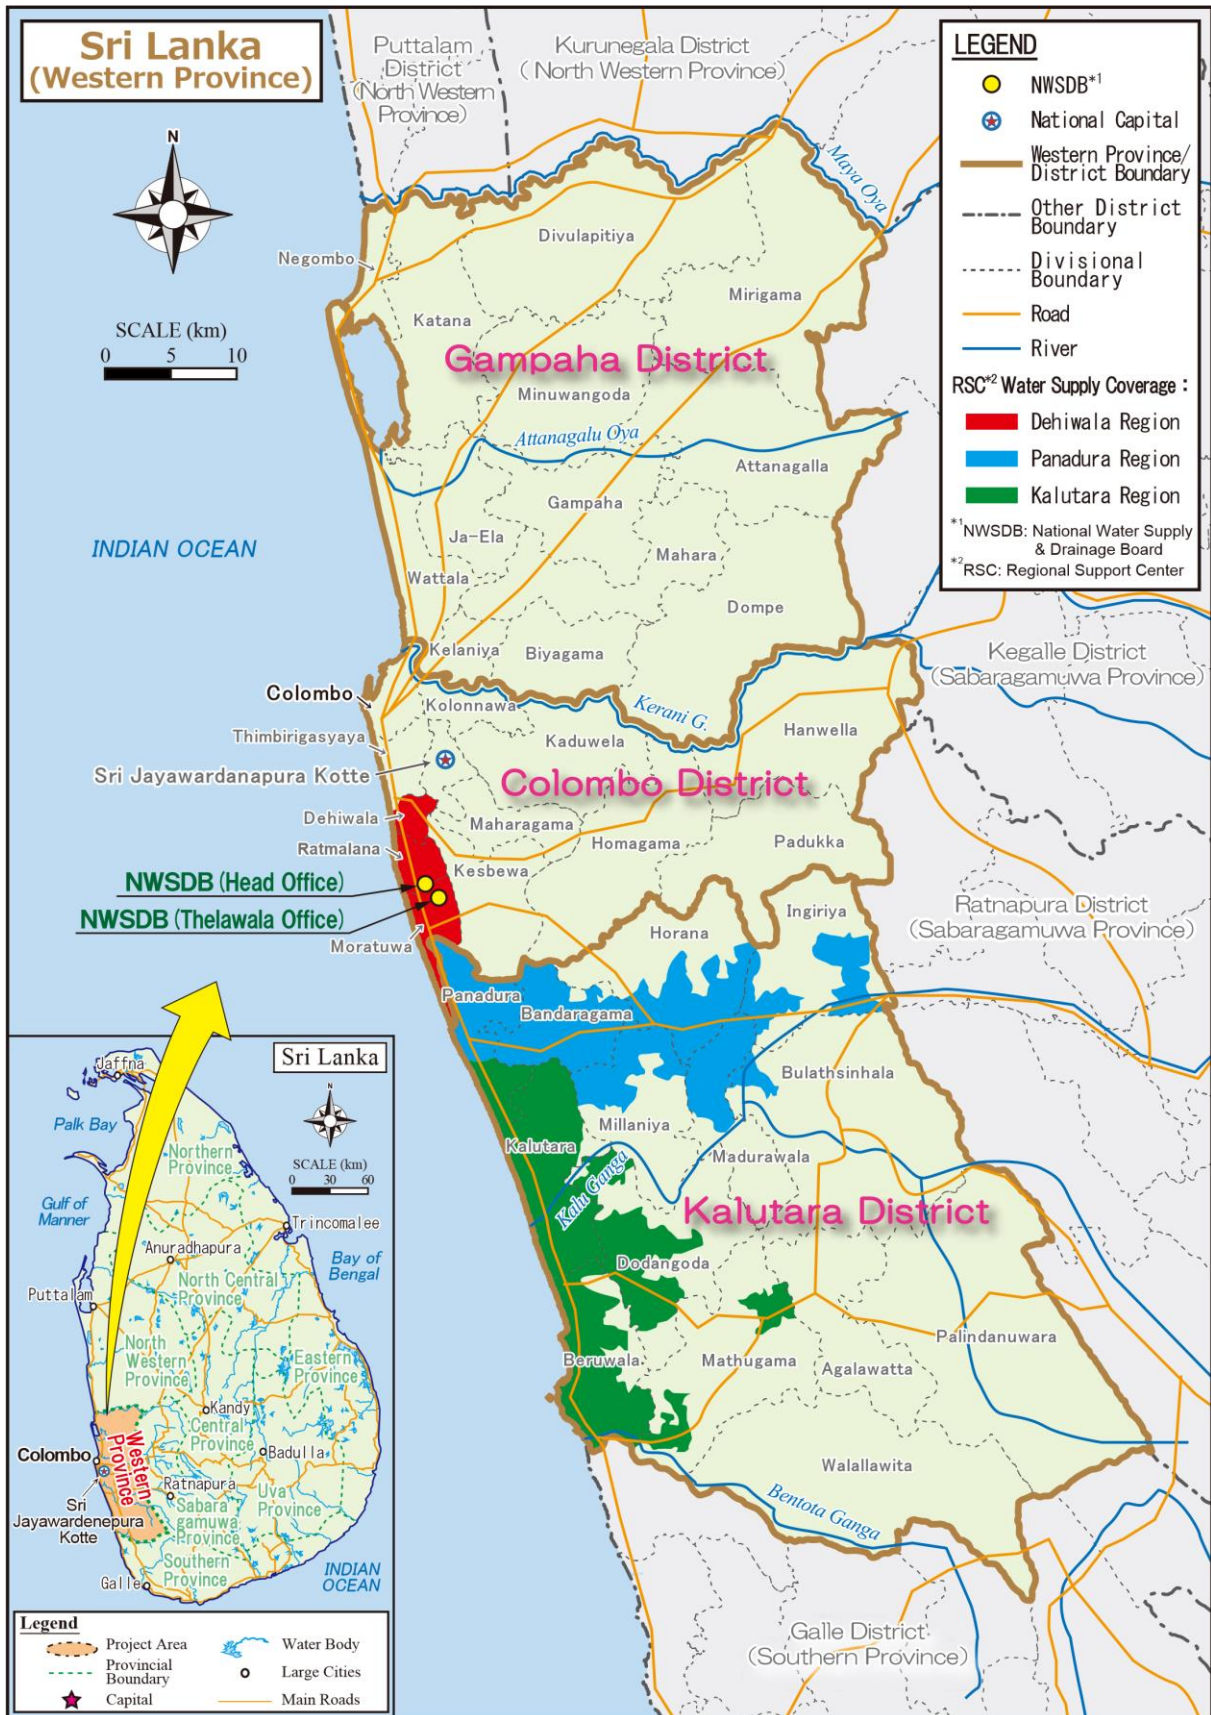 Sri Lanka
(Western Province)
Puttalam
District
(North Western
Province)
Kurunegala District
(North Western Province)
LEGEND
NWSDB*1
National Capital
Western Province/
District Boundary
Other District
Boundary
Divisional
Boundary
Road
River
RSC*2 Water Supply Coverage :
Dehiwala Region
Panadura Region
Kalutara Region
*1NWSDB: National Water Supply
& Drainage Board
*2RSC: Regional Support Center
N
SCALE (km)
0 5 10
Maya Oya
Negombo
Divulapitiya
Mirigama
Katana
Gampaha District
Minuwangoda
Attanagalu Oya
Attanagalla
Gampaha
Ja-Ela
Mahara
INDIAN OCEAN
Wattala
Dompe
Kelaniya
Biyagama
Kegalle District
(Sabaragamuwa Province)
Colombo
Kolonnawa
Kerani G.
Hanwella
Thimbirigasyaya
Kaduwela
Sri Jayawardanapura Kotte
Colombo District
Dehiwala
Maharagama
Homagama
Padukka
Ratmalana
Kesbewa
NWSDB (Head Office)
NWSDB (Thelawala Office)
Moratuwa
Horana
Ingiriya
Ratnapura District
(Sabaragamuwa Province)
Panadura
Bandaragama
Bulathsinhala
Millaniya
Kalutara
Madurawala
Kalu Ganga
Kalutara District
Dodangoda
Palindanuwara
Beruwala
Mathugama
Agalawatta
Walallawita
Bentota Ganga
Galle District
(Southern Province)
Sri Lanka
N
SCALE (km)
0 30 60
Jaffna
Palk Bay
Northern
Province
Gulf of
Manner
Trincomalee
Anuradhapura
Bay of
Bengal
North Central
Province
Puttalam
North
Western
Province
Eastern
Province
Kandy
Central
Province
Badulla
Colombo
Western
Province
Ratnapura
Sri
Jayawardenepura
Kotte
Sabara
gamuwa
Province
Uva
Province
Southern
Province
Galle
INDIAN
OCEAN
Legend
Project Area
Provincial
Boundary
Capital
Water Body
Large Cities
Main Roads